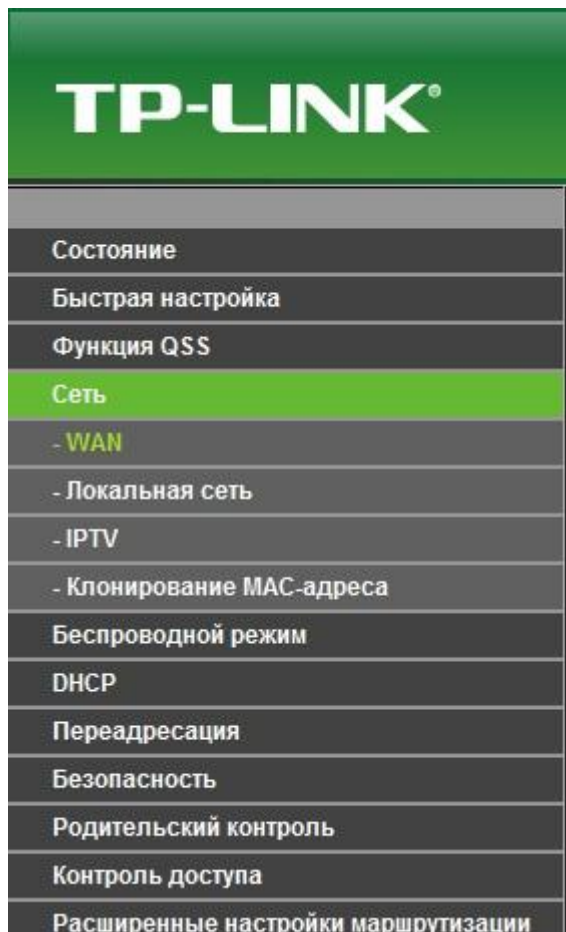 TP-LINK®
Состояние
Быстрая настройка
Функция QSS
Сеть
- WAN
- Локальная сеть
- IPTV
- Клонирование MAC-адреса
Беспроводной режим
DHCP
Переадресация
Безопасность
Родительский контроль
Контроль доступа
Расширенные настройки маршрутизации